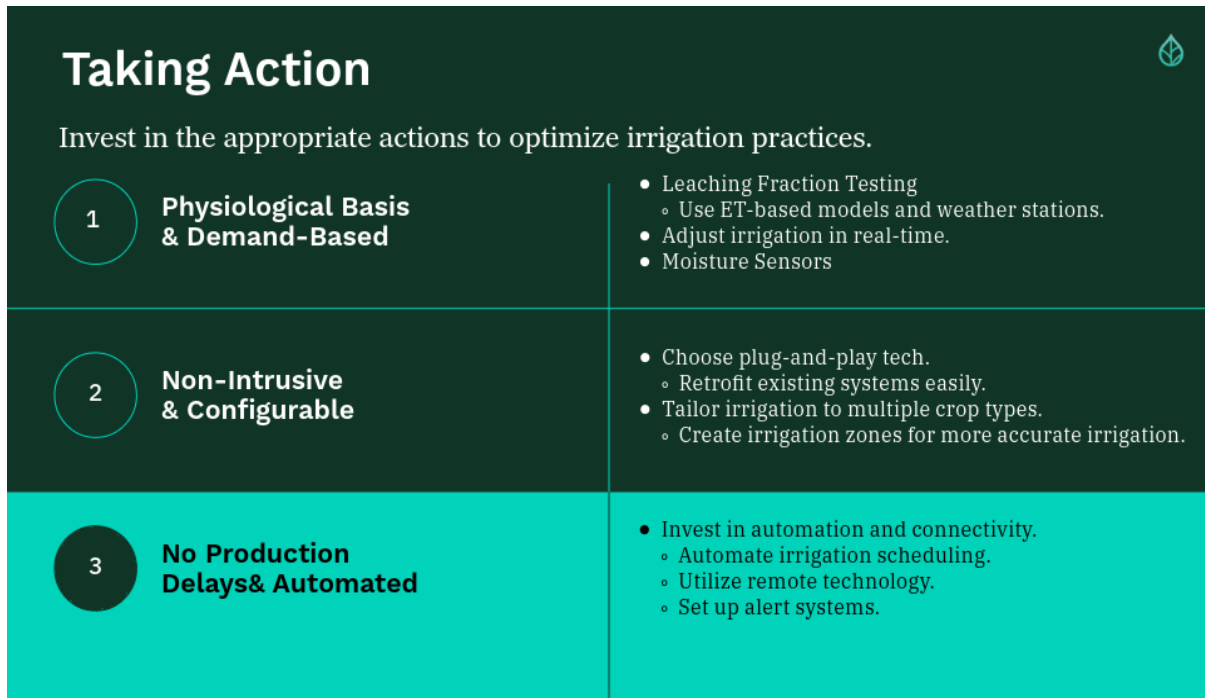 Taking Action
Invest in the appropriate actions to optimize irrigation practices.
1
Physiological Basis
& Demand-Based
● Leaching Fraction Testing
◦ Use ET-based models and weather stations.
● Adjust irrigation in real-time.
● Moisture Sensors
2
Non-Intrusive
& Configurable
● Choose plug-and-play tech.
◦ Retrofit existing systems easily.
● Tailor irrigation to multiple crop types.
◦ Create irrigation zones for more accurate irrigation.
3
No Production
Delays& Automated
● Invest in automation and connectivity.
◦ Automate irrigation scheduling.
◦ Utilize remote technology.
◦ Set up alert systems.